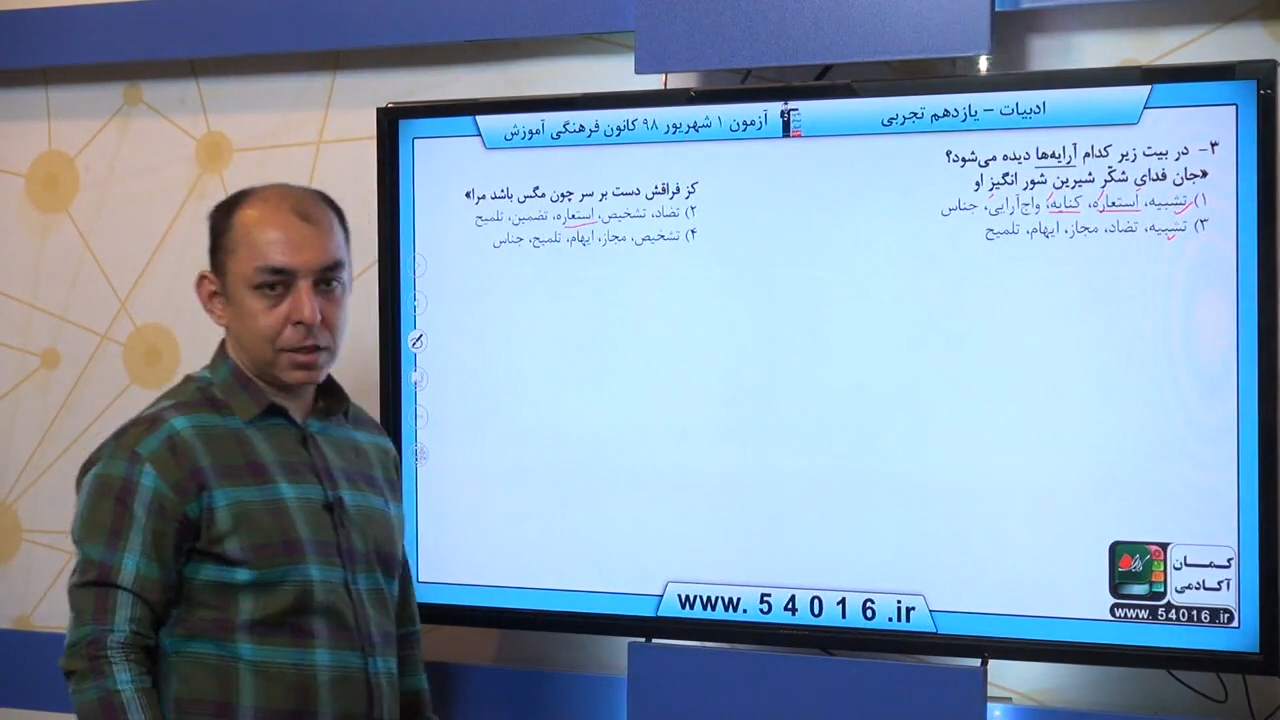 ادبیات – یازدهم تجربی
آزمون ۱ شهریور ۹۸ کانون فرهنگی آموزش
۳- در بیت زیر کدام آرایه‌ها دیده می‌شود؟
«جان فدای شکّر شیرین شور انگیز او
کز فراقش دست بر سر چون مگس باشد مرا»
۱) تشبیه، استعاره، کنایه، واج‌آرایی، جناس
۲) تضاد، تشخیص، استعاره، تضمین، تلمیح
۳) تشبیه، تضاد، مجاز، ایهام، تلمیح
۴) تشخیص، مجاز، ایهام، تلمیح، جناس
کمان
آکادمی
www. 54016 .ir
www. 54016 .ir